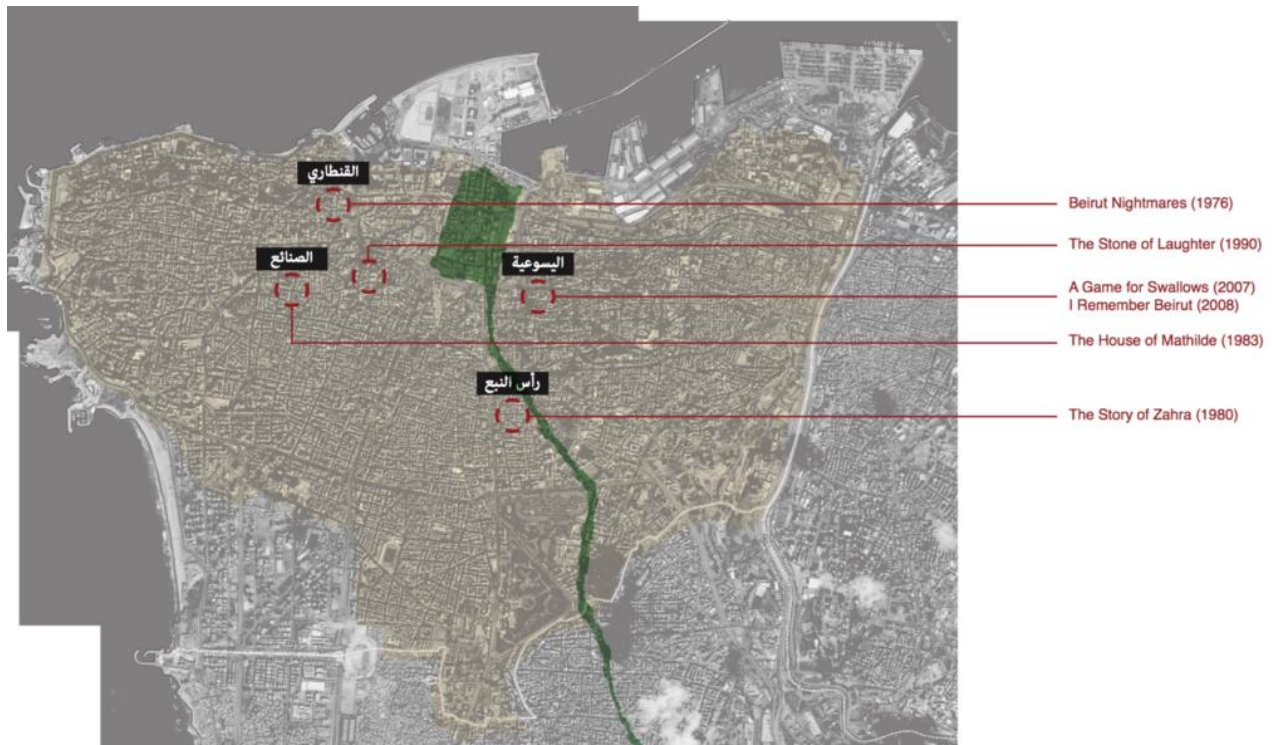 القنطاري
Beirut Nightmares (1976)
The Stone of Laughter (1990)
الصنائع
اليسوعية
A Game for Swallows (2007)
I Remember Beirut (2008)
The House of Mathilde (1983)
رأس النبع
The Story of Zahra (1980)